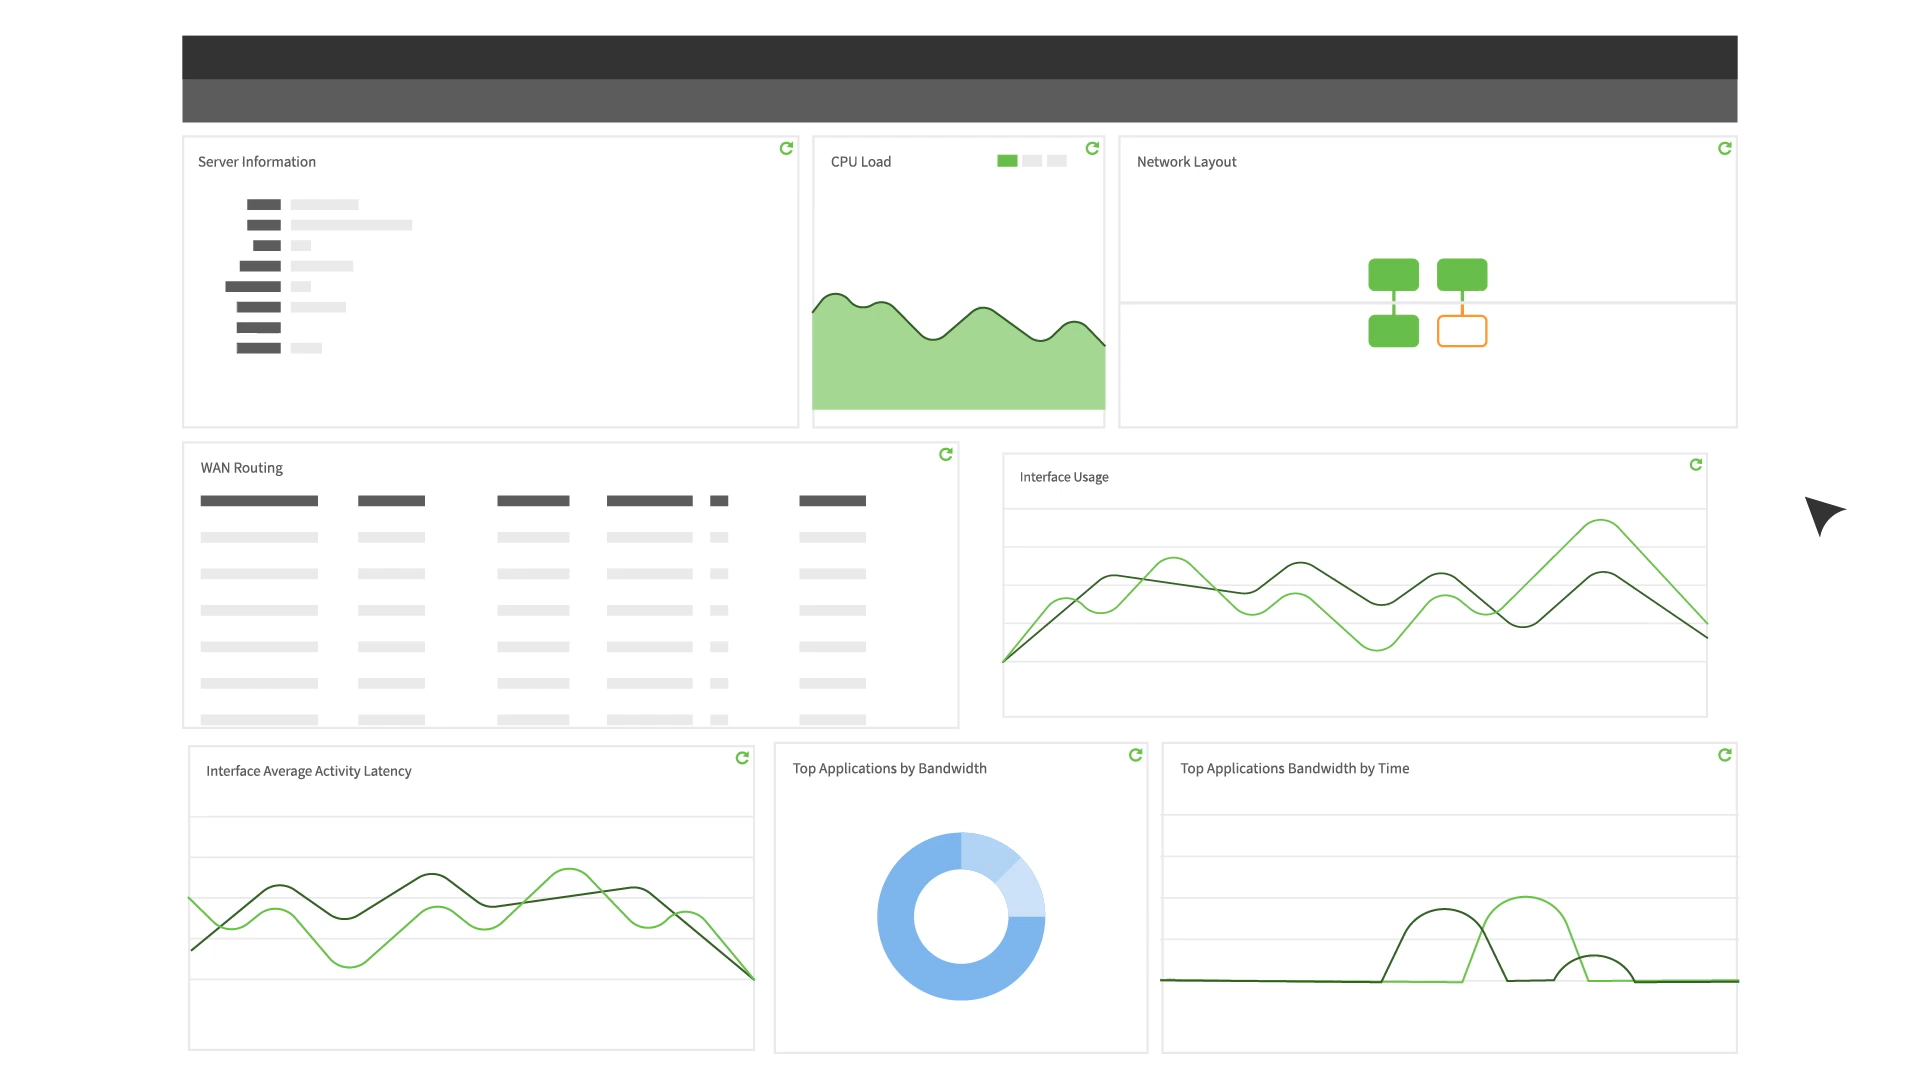 Server Information
CPU Load
Network Layout
WAN Routing
Interface Usage
Interface Average Activity Latency
Top Applications by Bandwidth
Top Applications Bandwidth by Time